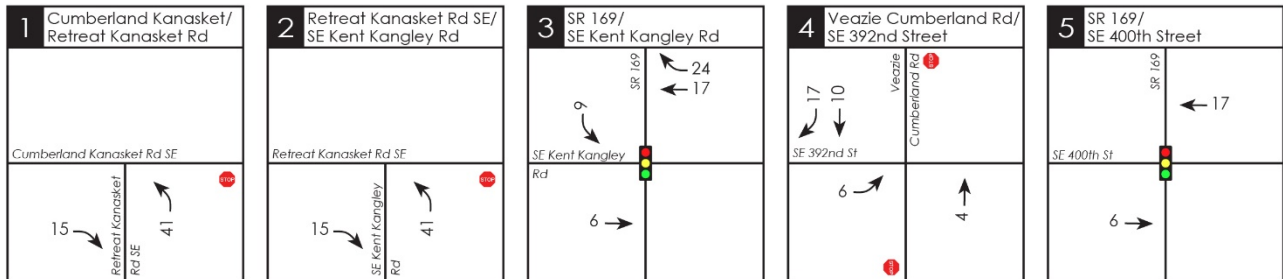 1 Cumberland Kanasket/
Retreat Kanasket Rd
Cumberland Kanasket Rd SE
Retreat Kanasket
Rd SE
15
41
STOP
2 Retreat Kanasket Rd SE/
SE Kent Kangley Rd
Retreat Kanasket Rd SE
SE Kent Kangley
Rd
15
41
STOP
3 SR 169/
SE Kent Kangley Rd
SR 169
24
17
9
SE Kent Kangley
Rd
6
4 Veazie Cumberland Rd/
SE 392nd Street
Veazie
Cumberland Rd
STOP
17
10
SE 392nd St
6
4
STOP
5 SR 169/
SE 400th Street
SR 169
17
SE 400th St
6